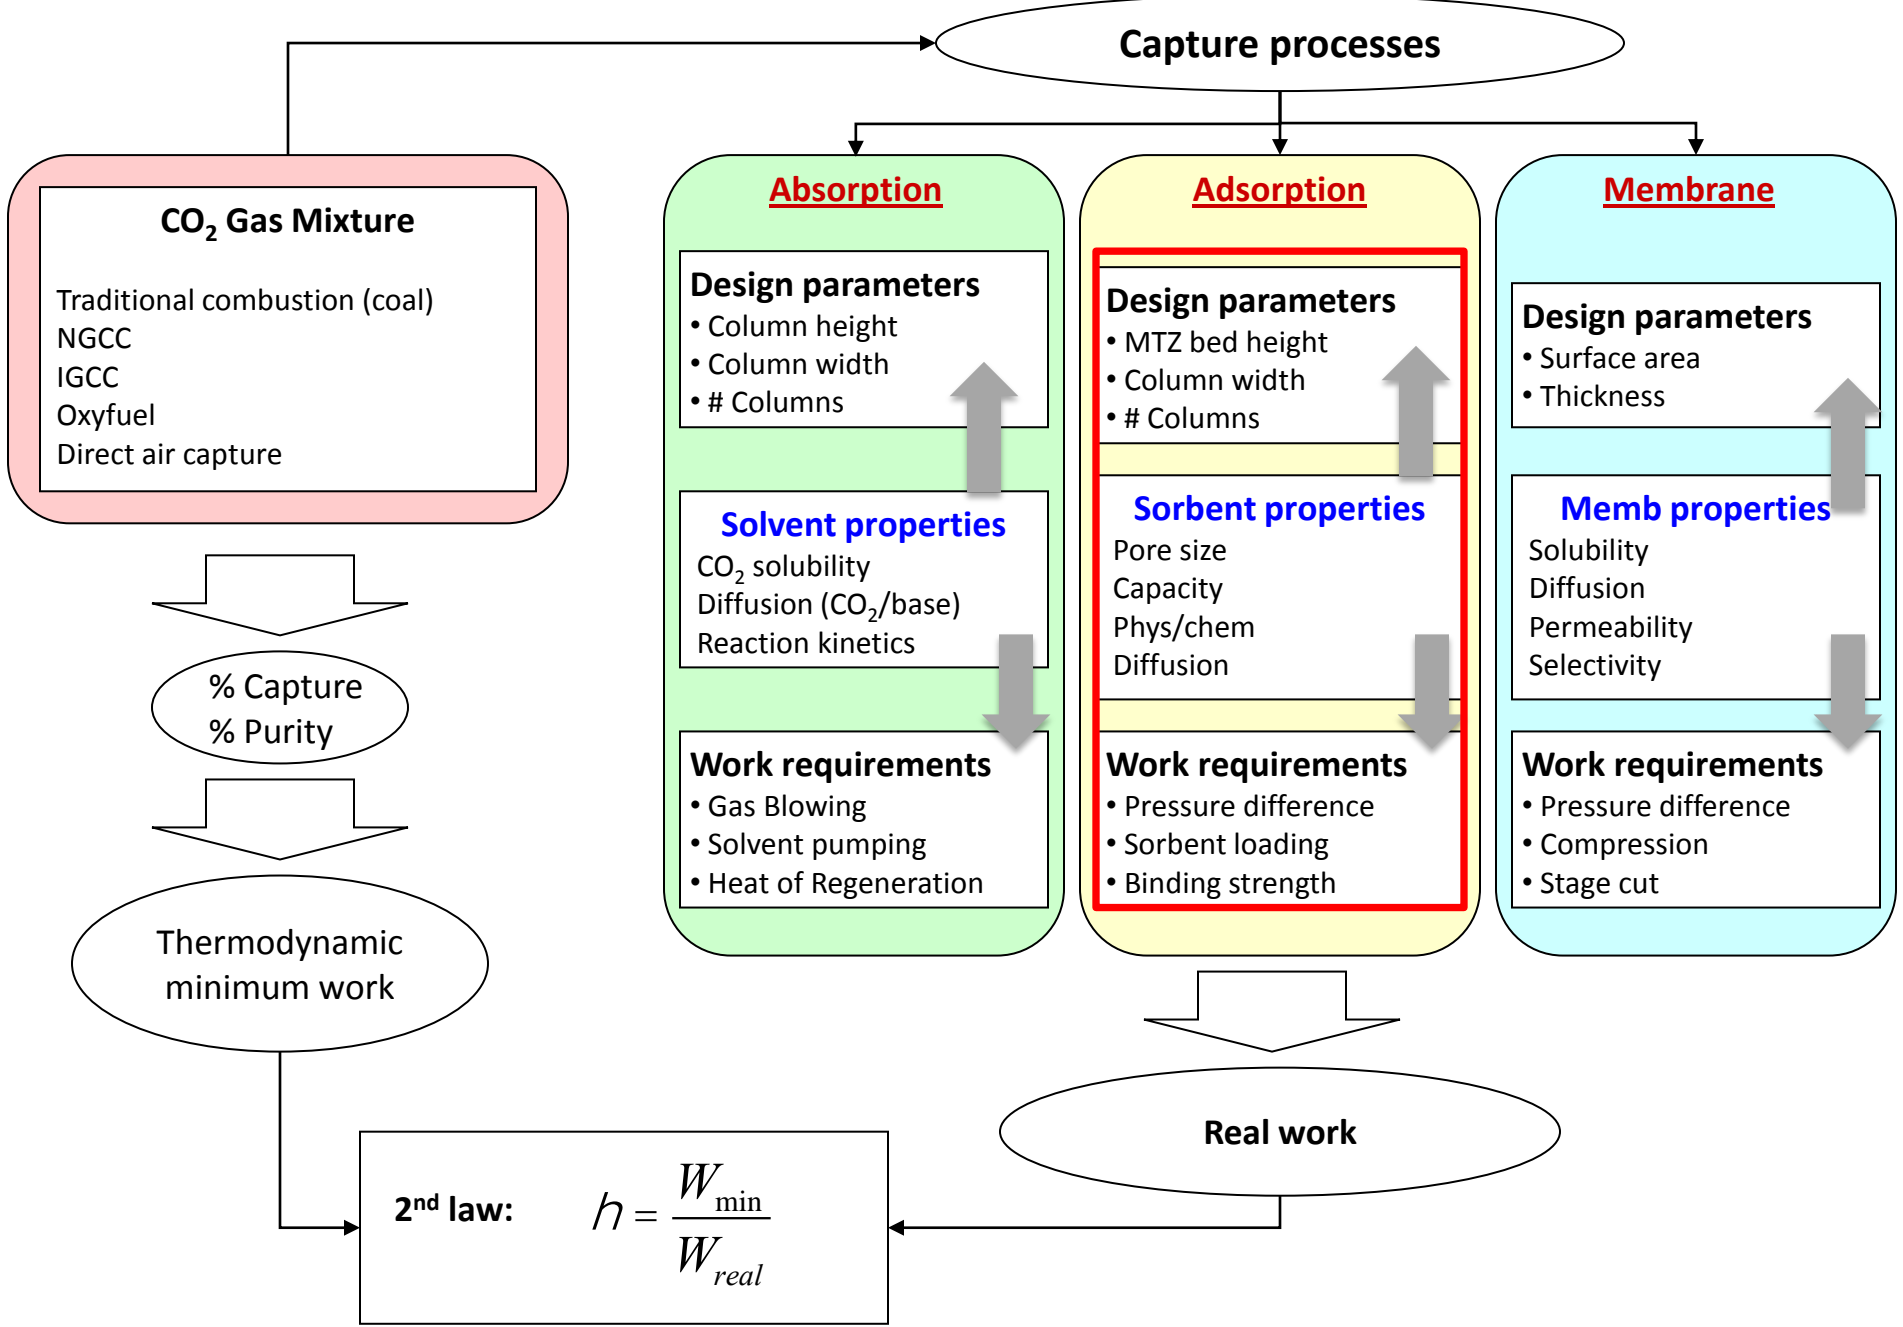 Capture processes
CO₂ Gas Mixture
Traditional combustion (coal)
NGCC
IGCC
Oxyfuel
Direct air capture
% Capture
% Purity
Thermodynamic
minimum work
Absorption
Design parameters
• Column height
• Column width
• # Columns
Solvent properties
CO₂ solubility
Diffusion (CO₂/base)
Reaction kinetics
Work requirements
• Gas Blowing
• Solvent pumping
• Heat of Regeneration
Adsorption
Design parameters
• MTZ bed height
• Column width
• # Columns
Sorbent properties
Pore size
Capacity
Phys/chem
Diffusion
Work requirements
• Pressure difference
• Sorbent loading
• Binding strength
Membrane
Design parameters
• Surface area
• Thickness
Memb properties
Solubility
Diffusion
Permeability
Selectivity
Work requirements
• Pressure difference
• Compression
• Stage cut
Real work
2nd law: h = W_min / W_real